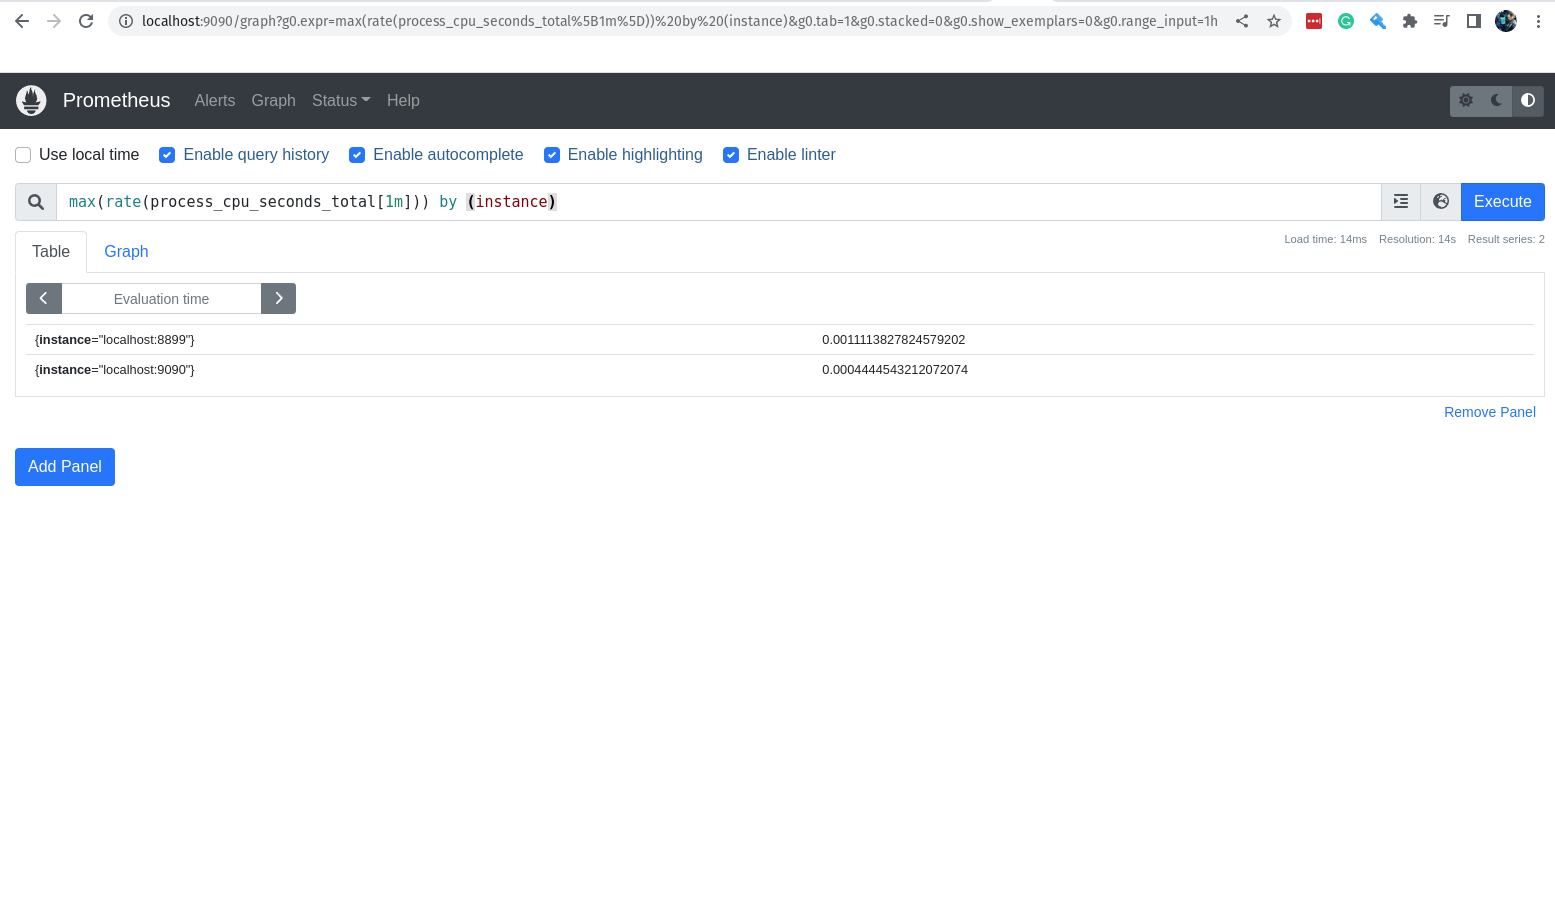 localhost:9090/graph?g0.expr=max(rate(process_cpu_seconds_total%5B1m%5D))%20by%20(instance)&g0.tab=1&g0.stacked=0&g0.show_exemplars=0&g0.range_input=1h
Prometheus Alerts Graph Status Help
Use local time Enable query history Enable autocomplete Enable highlighting Enable linter
max(rate(process_cpu_seconds_total[1m])) by (instance) Execute
Table Graph Load time: 14ms Resolution: 14s Result series: 2
Evaluation time
{instance="localhost:8899"} 0.0011113827824579202
{instance="localhost:9090"} 0.0004444543212072074
Remove Panel
Add Panel